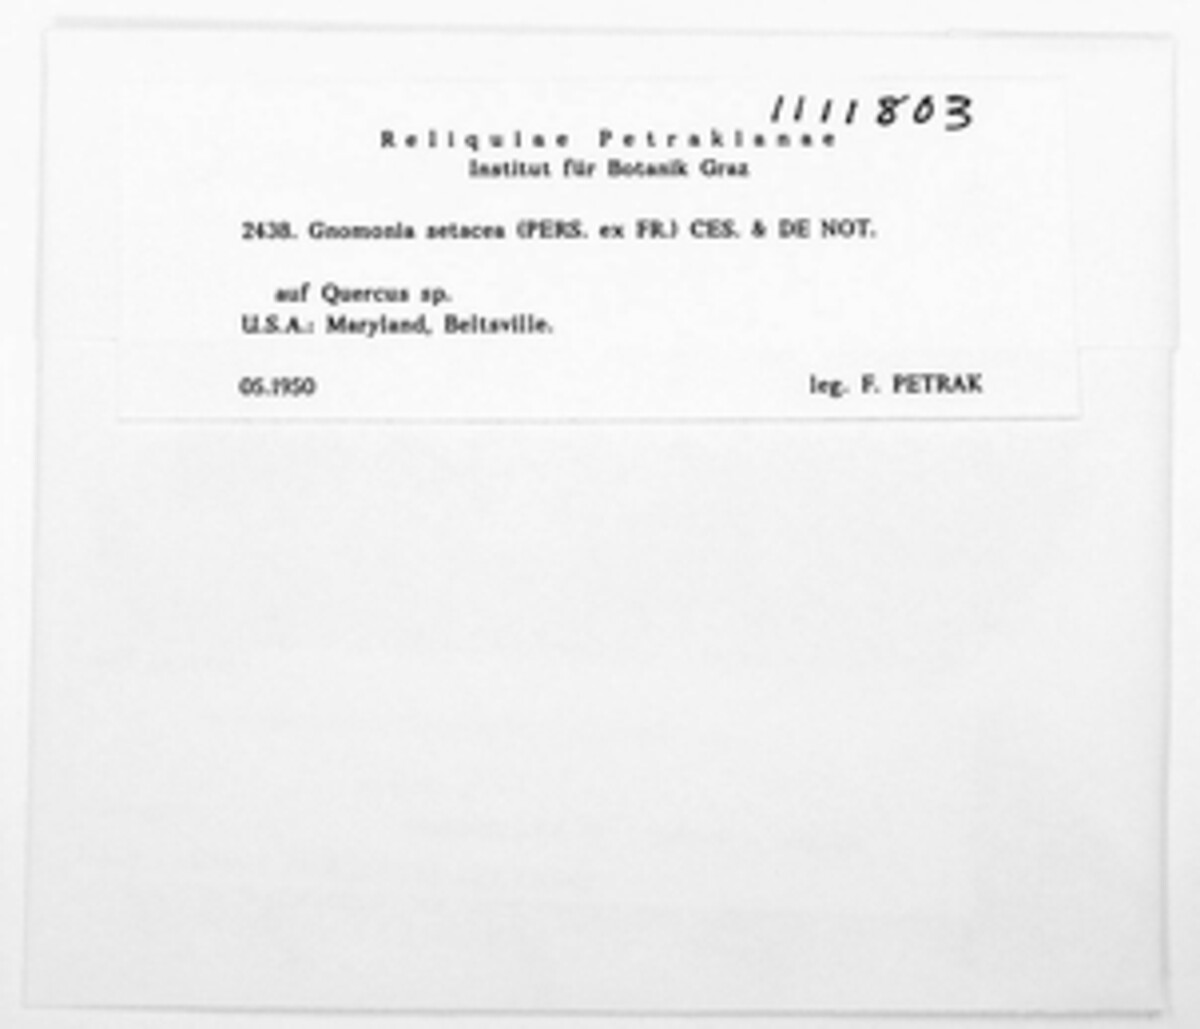 1111803
Reliquiae Petrakianae
Institut für Botanik Graz
2438. Gnomonia setacea (PERS. ex FR.) CES. & DE NOT.
auf Quercus sp.
U.S.A.: Maryland, Beltsville.
05.1950 leg. F. PETRAK